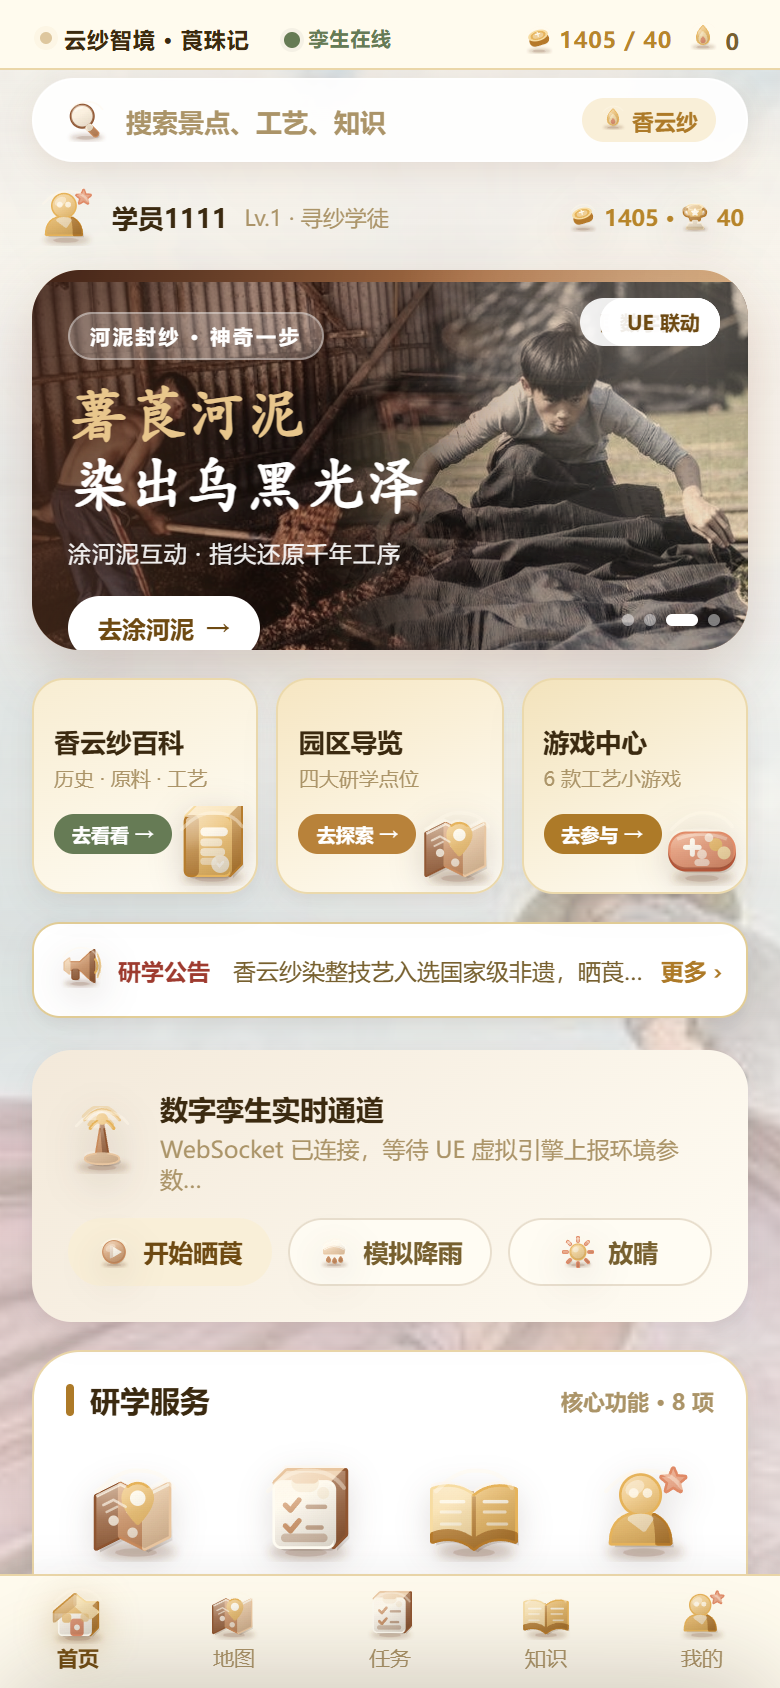 云纱智境 • 莨珠记
孪生在线
1405 / 40
0
搜索景点、工艺、知识
香云纱
学员1111
Lv.1 · 寻纱学徒
1405 • 40
河泥封纱 · 神奇一步
UE 联动
薯莨河泥
染出乌黑光泽
涂河泥互动 · 指尖还原千年工序
去涂河泥 →
香云纱百科
历史 · 原料 · 工艺
去看看 →
园区导览
四大研学点位
去探索 →
游戏中心
6 款工艺小游戏
去参与 →
研学公告
香云纱染整技艺入选国家级非遗，晒莨...
更多 ›
数字孪生实时通道
WebSocket 已连接，等待 UE 虚拟引擎上报环境参
数...
开始晒莨
模拟降雨
放晴
研学服务
核心功能 • 8 项
首页
地图
任务
知识
我的